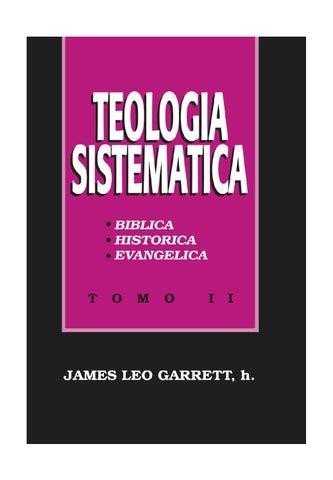 TEOLOGIA
SISTEMATICA
• BIBLICA
• HISTORICA
• EVANGELICA
TOMO II
JAMES LEO GARRETT, h.